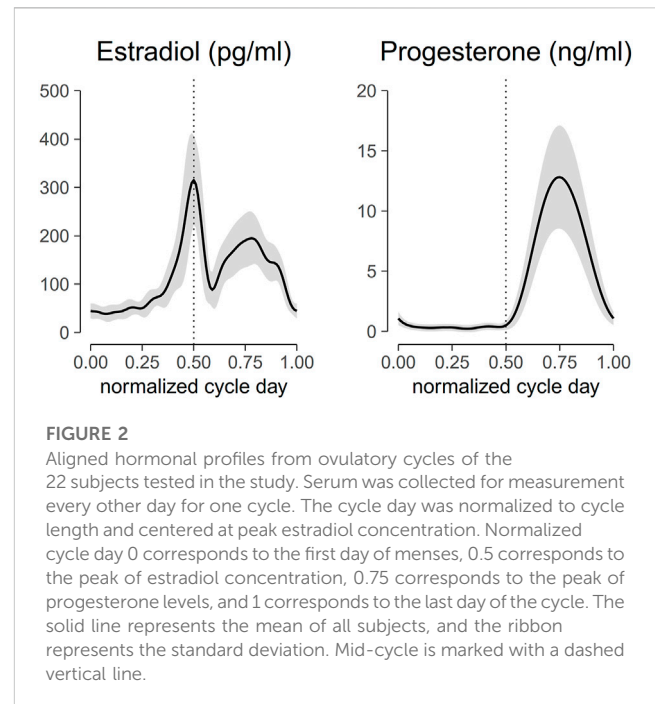 Estradiol (pg/ml)
Progesterone (ng/ml)
500
400
300
200
100
0
0.00 0.25 0.50 0.75 1.00
normalized cycle day
20
15
10
5
0
0.00 0.25 0.50 0.75 1.00
normalized cycle day
FIGURE 2
Aligned hormonal profiles from ovulatory cycles of the
22 subjects tested in the study. Serum was collected for measurement
every other day for one cycle. The cycle day was normalized to cycle
length and centered at peak estradiol concentration. Normalized
cycle day 0 corresponds to the first day of menses, 0.5 corresponds to
the peak of estradiol concentration, 0.75 corresponds to the peak of
progesterone levels, and 1 corresponds to the last day of the cycle. The
solid line represents the mean of all subjects, and the ribbon
represents the standard deviation. Mid-cycle is marked with a dashed
vertical line.